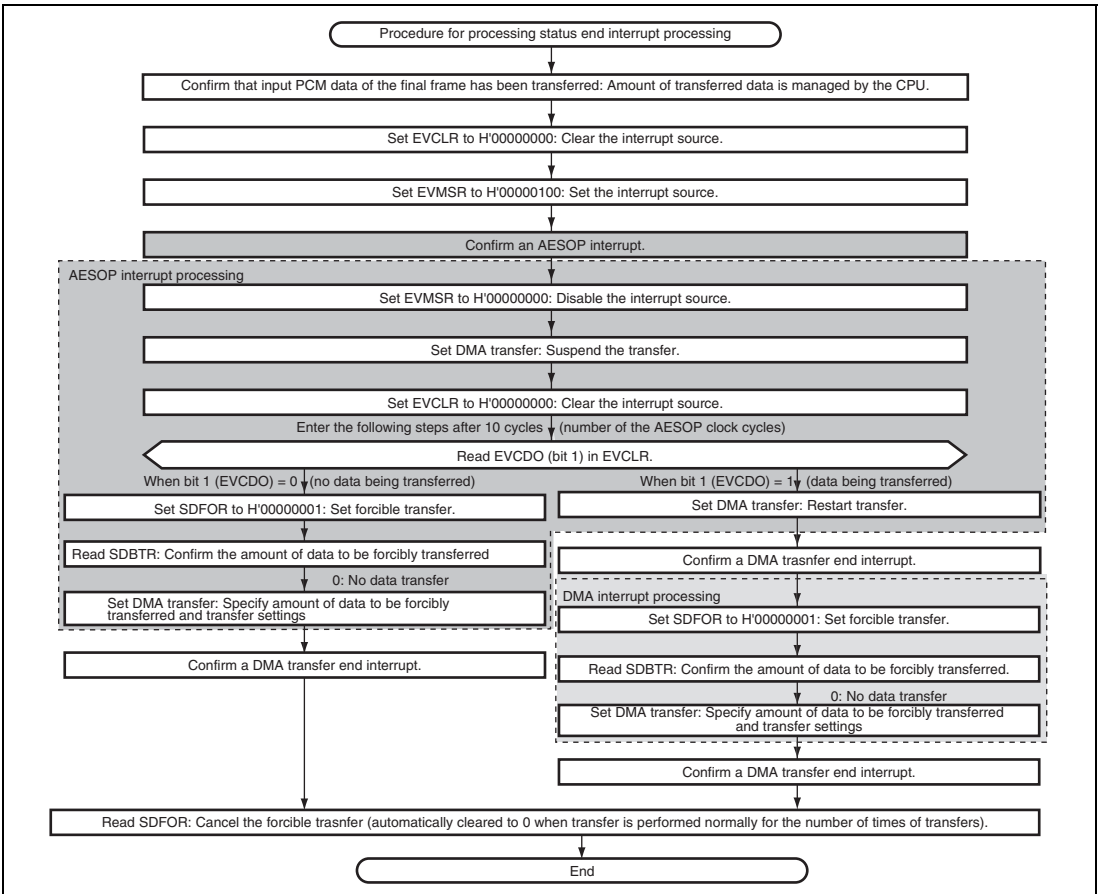 Procedure for processing status end interrupt processing
Confirm that input PCM data of the final frame has been transferred: Amount of transferred data is managed by the CPU.
Set EVCLR to H'00000000: Clear the interrupt source.
Set EVMSR to H'00000100: Set the interrupt source.
Confirm an AESOP interrupt.
AESOP interrupt processing
Set EVMSR to H'00000000: Disable the interrupt source.
Set DMA transfer: Suspend the transfer.
Set EVCLR to H'00000000: Clear the interrupt source.
Enter the following steps after 10 cycles (number of the AESOP clock cycles)
Read EVCDO (bit 1) in EVCLR.
When bit 1 (EVCDO) = 0 (no data being transferred)
Set SDFOR to H'00000001: Set forcible transfer.
Read SDBTR: Confirm the amount of data to be forcibly transferred
0: No data transfer
Set DMA transfer: Specify amount of data to be forcibly
transferred and transfer settings
Confirm a DMA transfer end interrupt.
When bit 1 (EVCDO) = 1 (data being transferred)
Set DMA transfer: Restart transfer.
Confirm a DMA trasnfer end interrupt.
DMA interrupt processing
Set SDFOR to H'00000001: Set forcible transfer.
Read SDBTR: Confirm the amount of data to be forcibly transferred.
0: No data transfer
Set DMA transfer: Specify amount of data to be forcibly transferred
and transfer settings
Confirm a DMA transfer end interrupt.
Read SDFOR: Cancel the forcible trasnfer (automatically cleared to 0 when transfer is performed normally for the number of times of transfers).
End